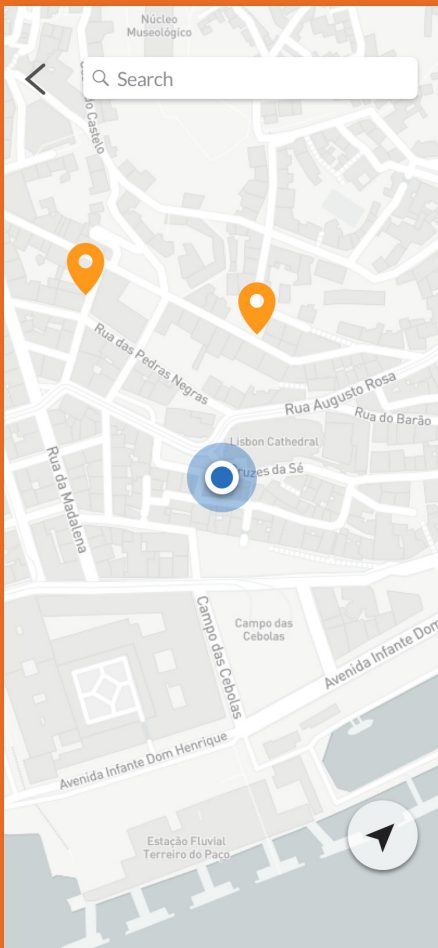 Núcleo
Museológico
Search
do Castelo
Rua das Pedras Negras
Rua Augusto Rosa
Rua do Barão
Lisbon Cathedral
ruzes da Sé
Rua da Madalena
Campo das Cebolas
Campo das
Cebolas
Avenida Infante Dom
Avenida Infante Dom Henrique
Estação Fluvial
Terreiro do Paço